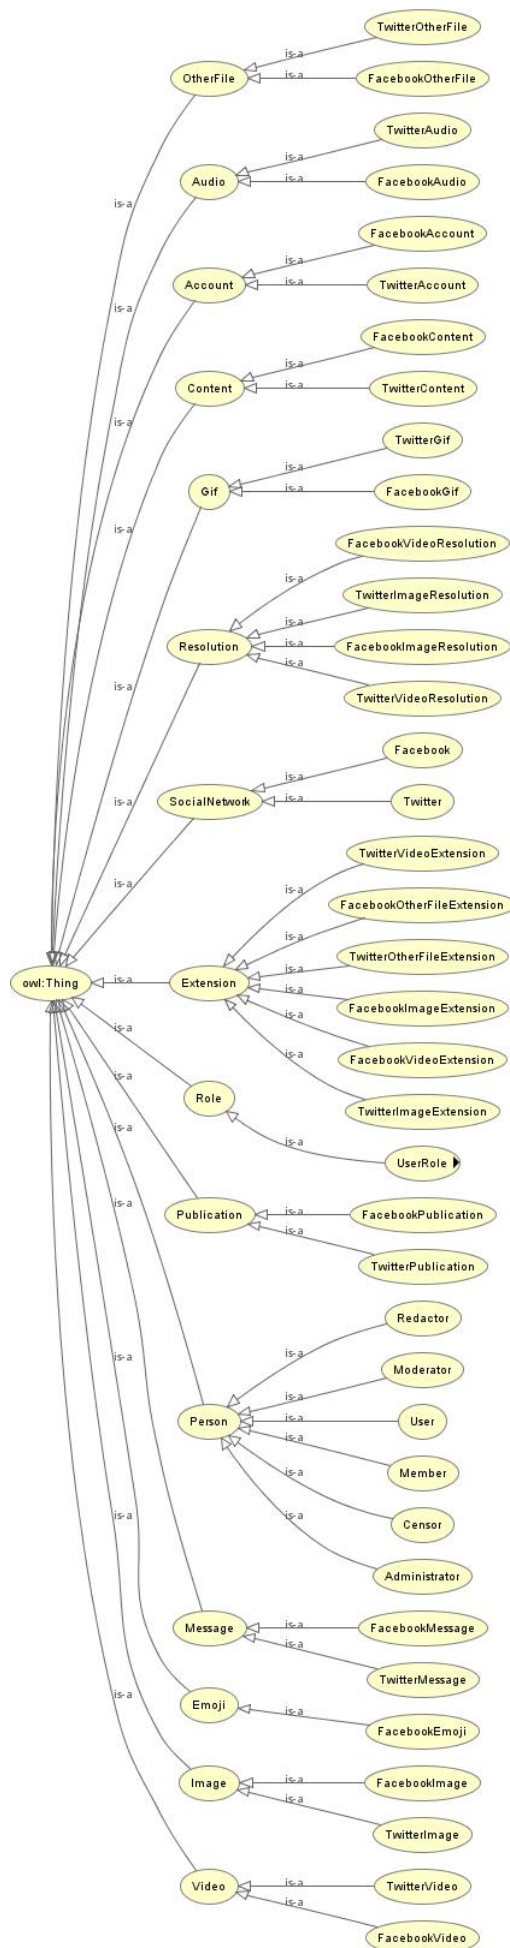 TwitterOtherFile
is-a
OtherFile
is-a
FacebookOtherFile
TwitterAudio
is-a
Audio
is-a
FacebookAudio
is-a
FacebookAccount
is-a
Account
is-a
TwitterAccount
is-a
FacebookContent
is-a
Content
is-a
TwitterContent
is-a
TwitterGif
is-a
Gif
is-a
FacebookGif
is-a
FacebookVideoResolution
is-a
TwitterImageResolution
is-a
Resolution
is-a
FacebookImageResolution
is-a
TwitterVideoResolution
is-a
Facebook
is-a
SocialNetwork
is-a
Twitter
is-a
TwitterVideoExtension
is-a
FacebookOtherFileExtension
is-a
TwitterOtherFileExtension
is-a
owl:Thing
is-a
Extension
is-a
FacebookImageExtension
is-a
FacebookVideoExtension
is-a
TwitterImageExtension
is-a
Role
is-a
UserRole
is-a
Publication
is-a
FacebookPublication
is-a
TwitterPublication
is-a
Redactor
is-a
Moderator
is-a
Person
is-a
User
is-a
Member
is-a
Censor
is-a
Administrator
is-a
Message
is-a
FacebookMessage
is-a
TwitterMessage
is-a
Emoji
is-a
FacebookEmoji
is-a
Image
is-a
FacebookImage
is-a
TwitterImage
is-a
Video
is-a
TwitterVideo
is-a
FacebookVideo